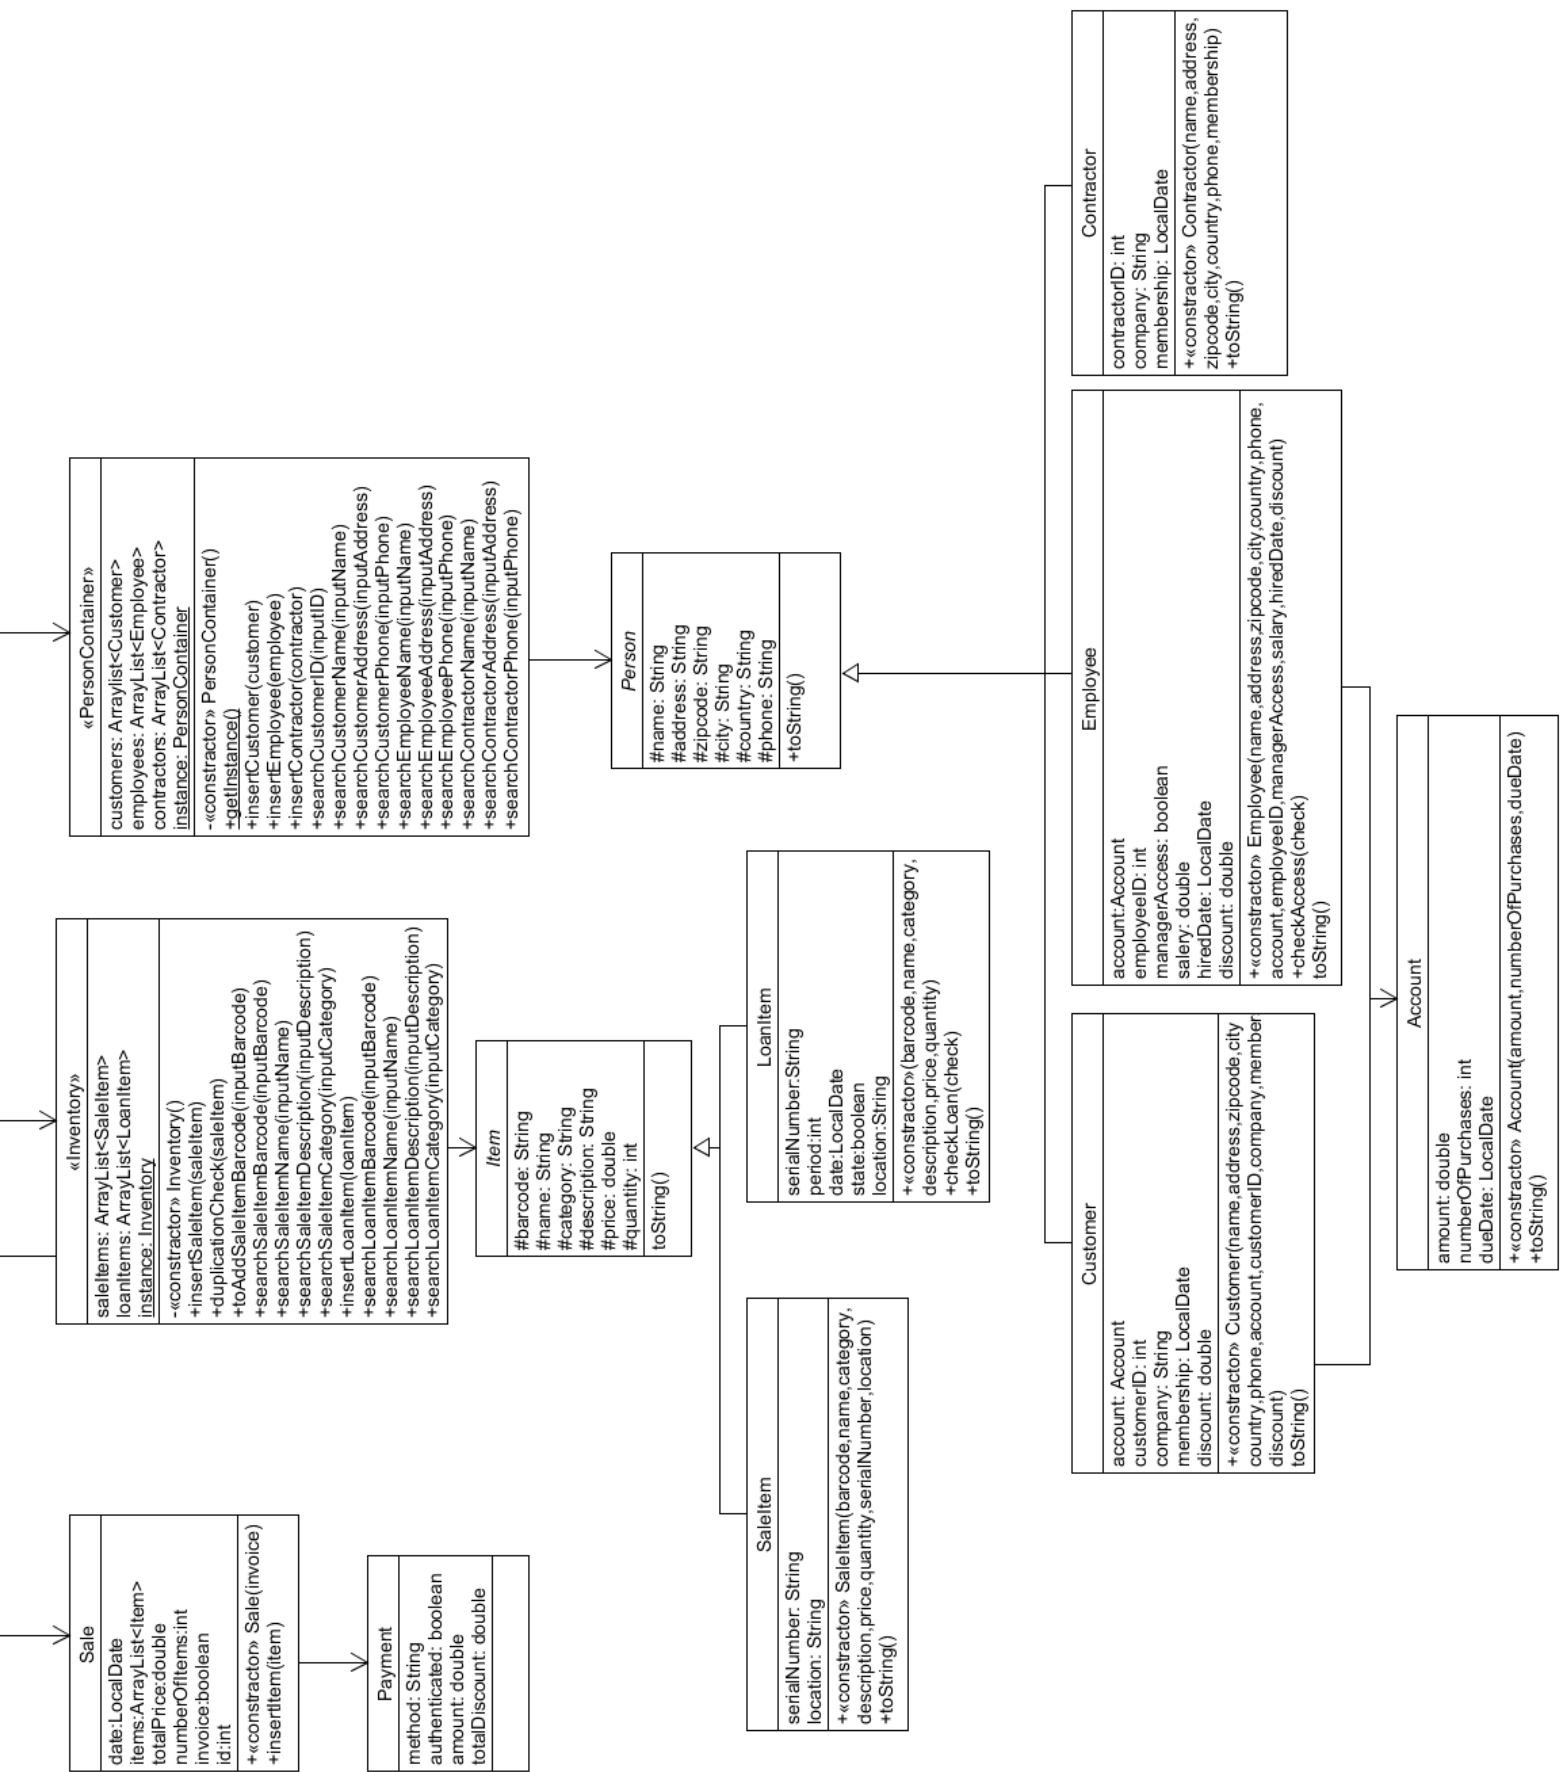 Sale
date:LocalDate
items:ArrayList<Item>
totalPrice:double
numberOfItems:int
invoice:boolean
id:int
+«constractor» Sale(invoice)
+insertItem(item)
Payment
method: String
authenticated: boolean
amount: double
totalDiscount: double
«Inventory»
saleItems: ArrayList<SaleItem>
loanItems: ArrayList<LoanItem>
instance: Inventory
-«constractor» Inventory()
+insertSaleItem(saleItem)
+duplicationCheck(saleItem)
+toAddSaleItemBarcode(inputBarcode)
+searchSaleItemBarcode(inputBarcode)
+searchSaleItemName(inputName)
+searchSaleItemDescription(inputDescription)
+searchSaleItemCategory(inputCategory)
+insertLoanItem(loanItem)
+searchLoanItemBarcode(inputBarcode)
+searchLoanItemName(inputName)
+searchLoanItemDescription(inputDescription)
+searchLoanItemCategory(inputCategory)
«PersonContainer»
customers: Arraylist<Customer>
employees: ArrayList<Employee>
contractors: ArrayList<Contractor>
instance: PersonContainer
-«constractor» PersonContainer()
+getInstance()
+insertCustomer(customer)
+insertEmployee(employee)
+insertContractor(contractor)
+searchCustomerID(inputID)
+searchCustomerName(inputName)
+searchCustomerAddress(inputAddress)
+searchCustomerPhone(inputPhone)
+searchEmployeeName(inputName)
+searchEmployeeAddress(inputAddress)
+searchEmployeePhone(inputPhone)
+searchContractorName(inputName)
+searchContractorAddress(inputAddress)
+searchContractorPhone(inputPhone)
Item
#barcode: String
#name: String
#category: String
#description: String
#price: double
#quantity: int
toString()
Person
#name: String
#address: String
#zipcode: String
#city: String
#country: String
#phone: String
+toString()
SaleItem
serialNumber: String
location: String
+«constractor» SaleItem(barcode,name,category,
description,price,quantity,serialNumber,location)
+toString()
LoanItem
serialNumber:String
period:int
date:LocalDate
state:boolean
location:String
+«constractor»(barcode,name,category,
description,price,quantity)
+checkLoan(check)
+toString()
Customer
account: Account
customerID: int
company: String
membership: LocalDate
discount: double
+«constractor» Customer(name,address,zipcode,city
country,phone,account,customerID,company,member
discount)
toString()
Employee
account:Account
employeeID: int
managerAccess: boolean
salery: double
hiredDate: LocalDate
discount: double
+«constractor» Employee(name,address,zipcode,city,country,phone,
account,employeeID,managerAccess,salary,hiredDate,discount)
+checkAccess(check)
toString()
Contractor
contractorID: int
company: String
membership: LocalDate
+«constractor» Contractor(name,address,
zipcode,city,country,phone,membership)
+toString()
Account
amount: double
numberOfPurchases: int
dueDate: LocalDate
+«constractor» Account(amount,numberOfPurchases,dueDate)
+toString()